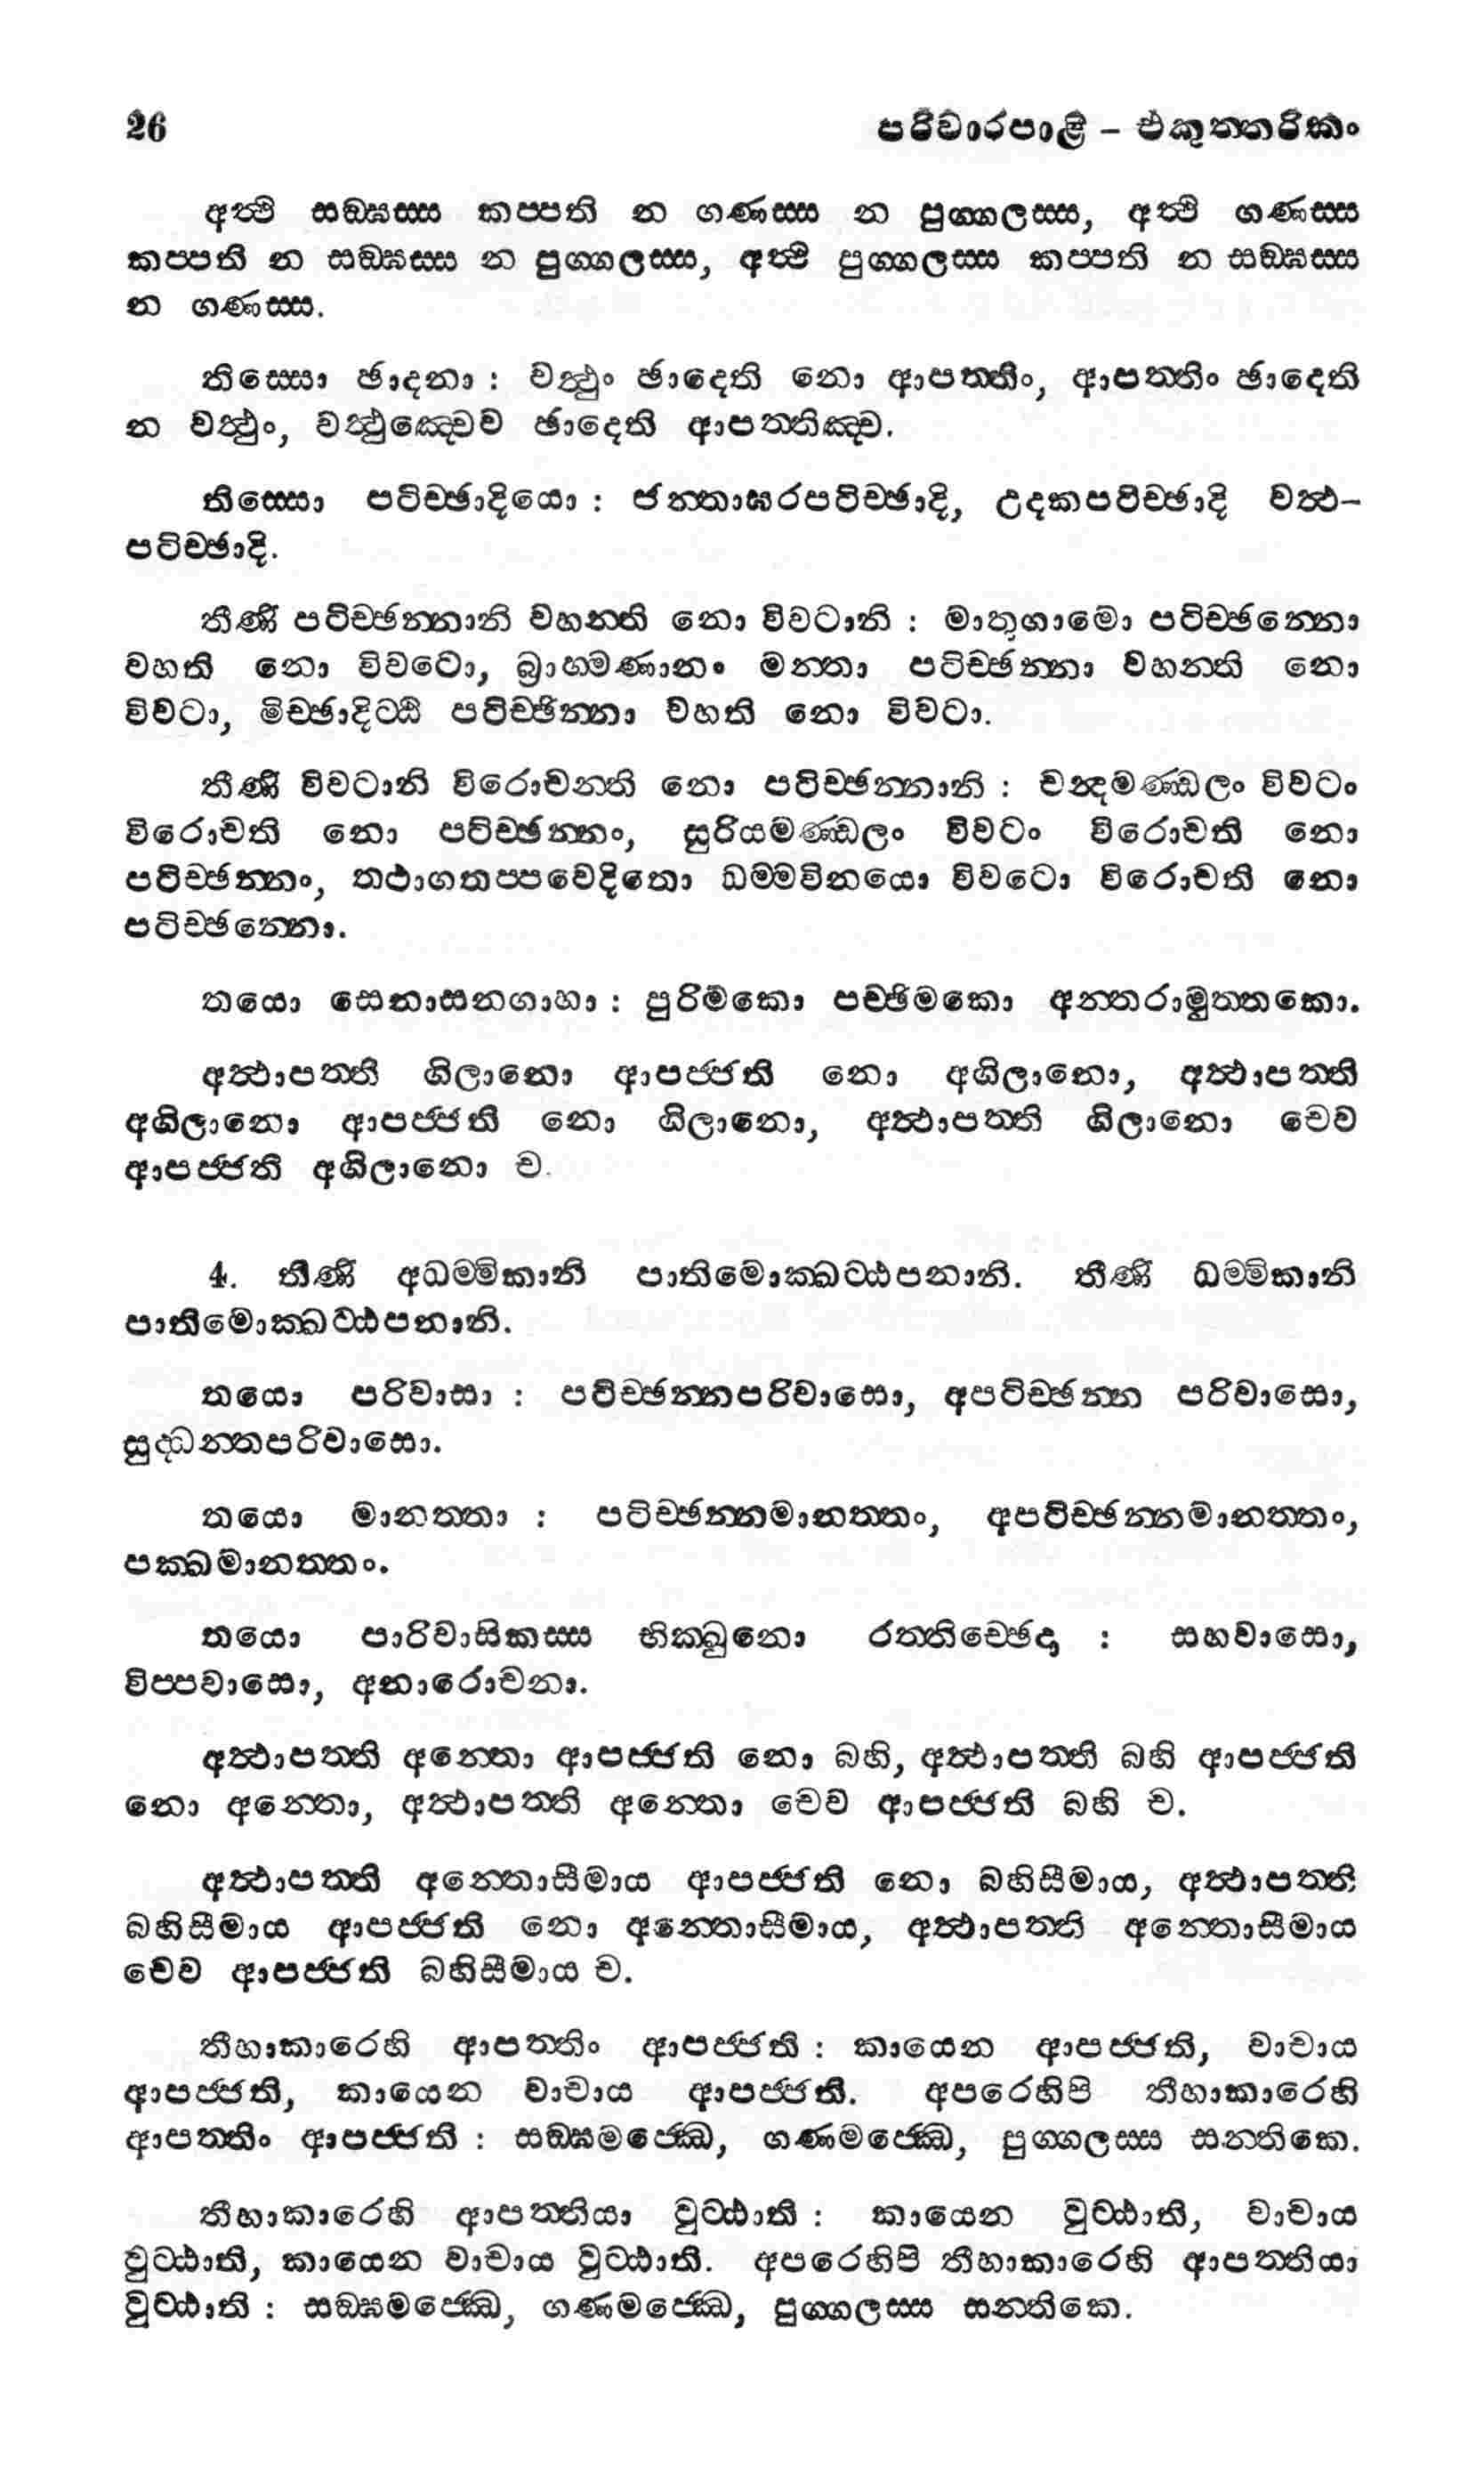 26 පරිවාරපාළි – එකුත්තරිකං
අත්ථි සඞ්ඝස්ස කප්පති න ගණස්ස න පුග්ගලස්ස, අත්ථි ගණස්ස
කප්පති න සඞ්ඝස්ස න පුග්ගලස්ස, අත්ථි පුග්ගලස්ස කප්පති න සඞ්ඝස්ස
න ගණස්ස.
තිස්සො ඡාදනා : වත්ථුං ඡාදෙති නො ආපත්තිං, ආපත්තිං ඡාදෙති
න වත්ථුං, වත්ථුඤ්චෙව ඡාදෙති ආපත්තිඤ්ච.
තිස්සො පටිච්ඡාදියො : ජන්තාඝරපටිච්ඡාදි, උදකපටිච්ඡාදි වත්ථ-
පටිච්ඡාදි.
තීණි පටිච්ඡන්නානි වහන්ති නො විවටානි : මාතුගාමො පටිච්ඡන්නො
වහති නො විවටො, බ්‍රාහ්මණානං මන්තා පටිච්ඡන්නා වහන්ති නො
විවටා, මිච්ඡාදිට්ඨි පටිච්ඡින්නා වහති නො විවටා.
තීණි විවටානි විරොචන්ති නො පටිච්ඡන්නානි : චන්දමණ්ඩලං විවටං
විරොචති නො පටිච්ඡන්නං, සුරියමණ්ඩලං විවටං විරොචති නො
පටිච්ඡන්නං, තථාගතප්පවෙදිතො ධම්මවිනයො විවටො විරොචති නො
පටිච්ඡන්නො.
තයො සෙනාසනගාහා : පුරිමකො පච්ඡිමකො අන්තරාමුත්තකො.
අත්ථාපත්ති ගිලානො ආපජ්ජති නො අගිලානො, අත්ථාපත්ති
අගිලානො ආපජ්ජති නො ගිලානො, අත්ථාපත්ති ගිලානො චෙව
ආපජ්ජති අගිලානො ච.
4. තීණි අධම්මිකානි පාතිමොක්ඛට්ඨපනානි. තීණි ධම්මිකානි
පාතිමොක්ඛට්ඨපනානි.
තයො පරිවාසා : පටිච්ඡන්නපරිවාසො, අපටිච්ඡන්න පරිවාසො,
සුද්ධන්තපරිවාසො.
තයො මානත්තා : පටිච්ඡන්නමානත්තං, අපටිච්ඡන්නමානත්තං,
පක්ඛමානත්තං.
තයො පාරිවාසිකස්ස භික්ඛුනො රත්තිච්ඡෙදා : සහවාසො,
විප්පවාසො, අනාරොචනා.
අත්ථාපත්ති අන්තො ආපජ්ජති නො බහි, අත්ථාපත්ති බහි ආපජ්ජති
නො අන්තො, අත්ථාපත්ති අන්තො චෙව ආපජ්ජති බහි ච.
අත්ථාපත්ති අන්තොසීමාය ආපජ්ජති නො බහිසීමාය, අත්ථාපත්ති
බහිසීමාය ආපජ්ජති නො අන්තොසීමාය, අත්ථාපත්ති අන්තොසීමාය
චෙව ආපජ්ජති බහිසීමාය ච.
තීහාකාරෙහි ආපත්තිං ආපජ්ජති : කායෙන ආපජ්ජති, වාචාය
ආපජ්ජති, කායෙන වාචාය ආපජ්ජති. අපරෙහිපි තීහාකාරෙහි
ආපත්තිං ආපජ්ජති : සඞ්ඝමජ්ඣෙ, ගණමජ්ඣෙ, පුග්ගලස්ස සන්තිකෙ.
තීහාකාරෙහි ආපත්තියා වුට්ඨාති : කායෙන වුට්ඨාති, වාචාය
වුට්ඨාති, කායෙන වාචාය වුට්ඨාති. අපරෙහිපි තීහාකාරෙහි ආපත්තියා
වුට්ඨාති : සඞ්ඝමජ්ඣෙ, ගණමජ්ඣෙ, පුග්ගලස්ස සන්තිකෙ.